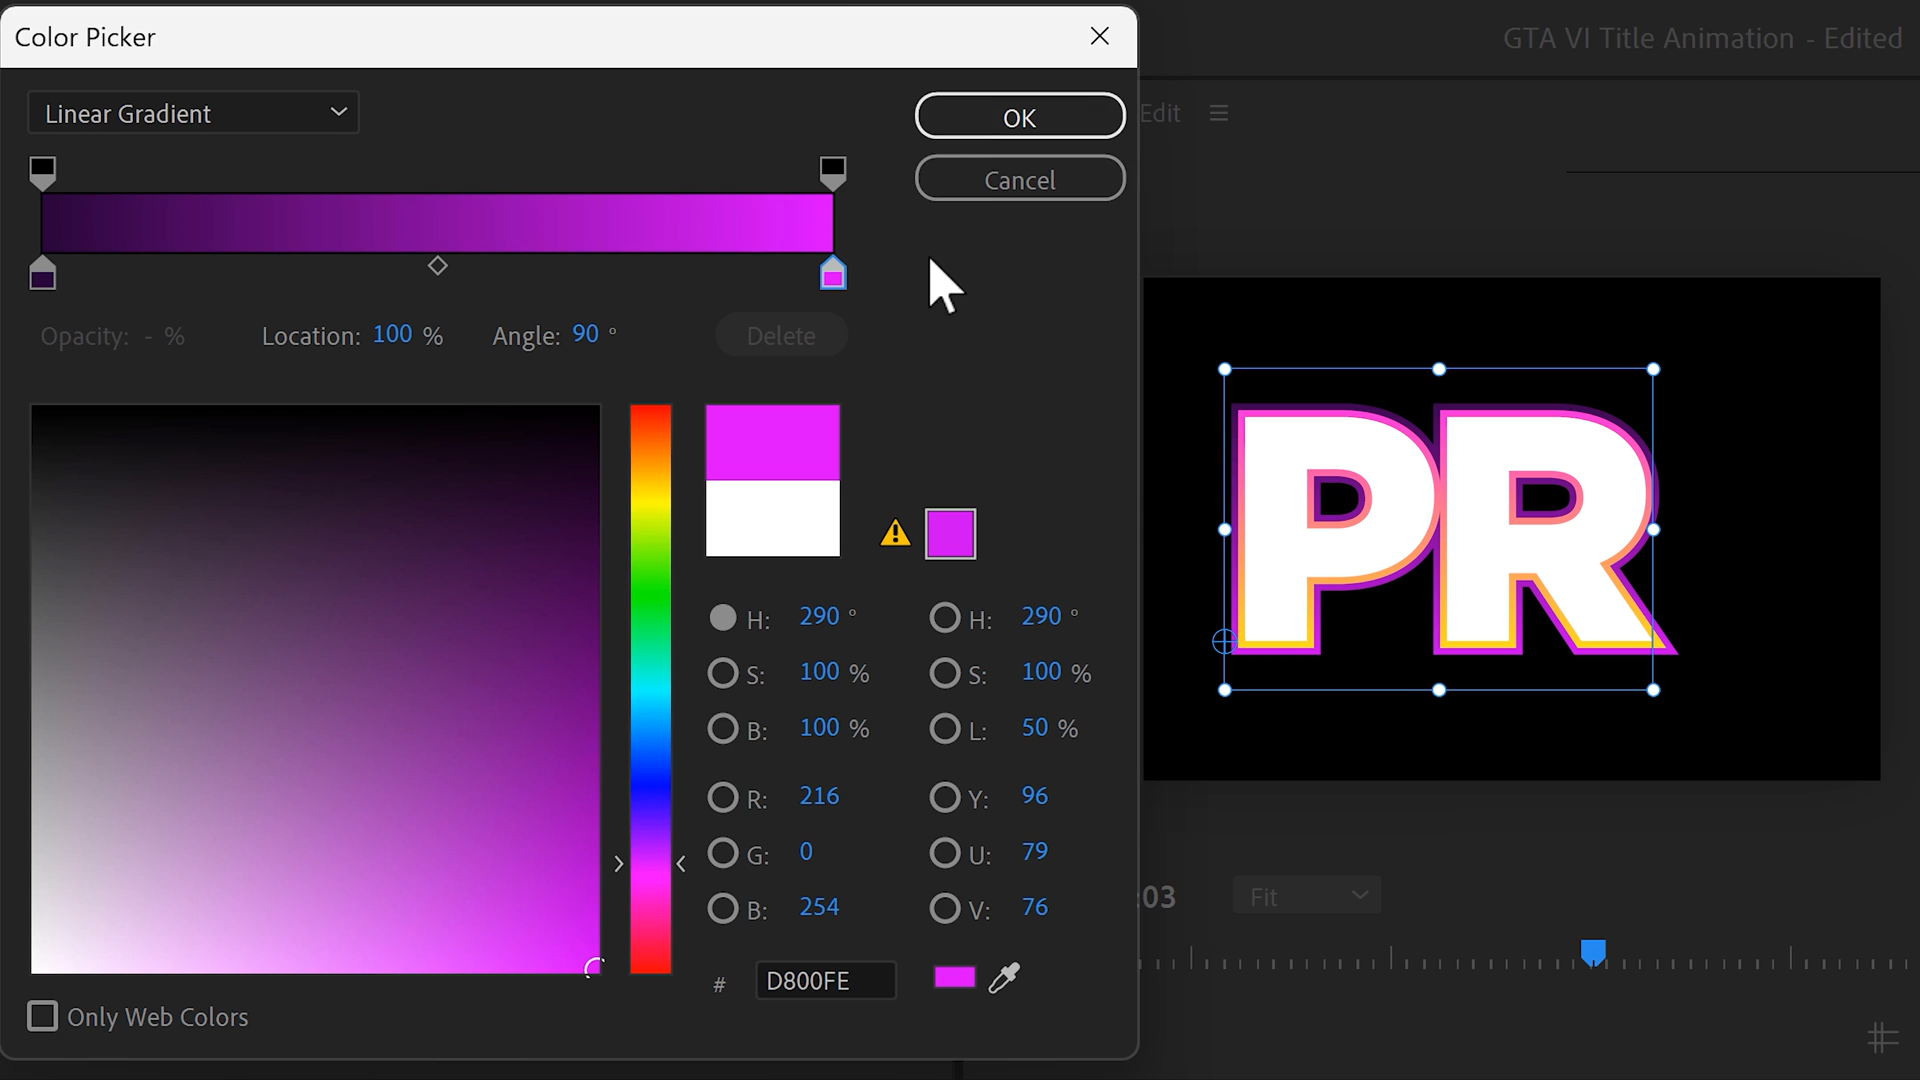 Color Picker
GTA VI Title Animation - Edited
Linear Gradient
OK
Edit
Cancel
Opacity: - %
Location: 100 %
Angle: 90 °
Delete
PR
H: 290 °
H: 290 °
S: 100 %
S: 100 %
B: 100 %
L: 50 %
R: 216
Y: 96
G: 0
U: 79
B: 254
V: 76
:03
Fit
# D800FE
Only Web Colors